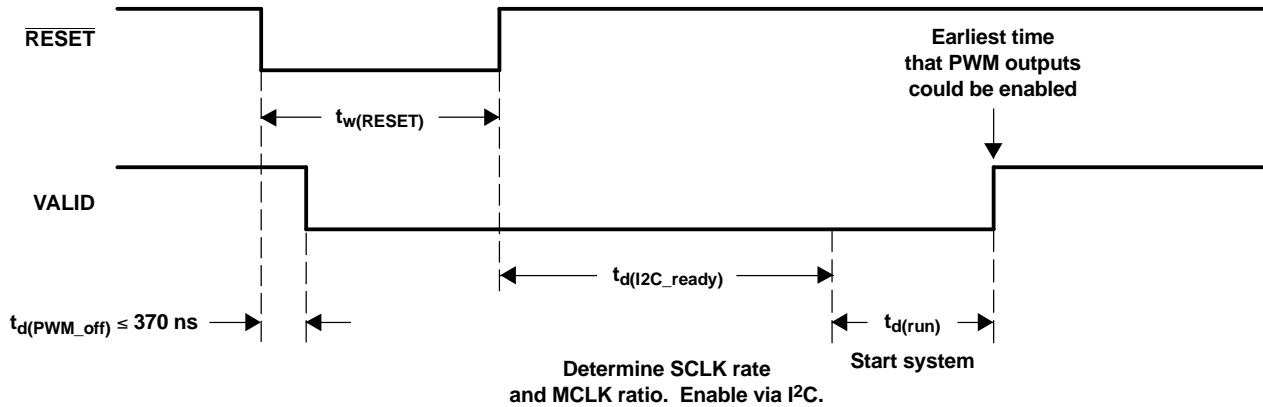 RESET
Earliest time
that PWM outputs
could be enabled
tw(RESET)
VALID
td(I2C_ready)
td(PWM_off) ≤ 370 ns
td(run)
Start system
Determine SCLK rate
and MCLK ratio. Enable via I²C.